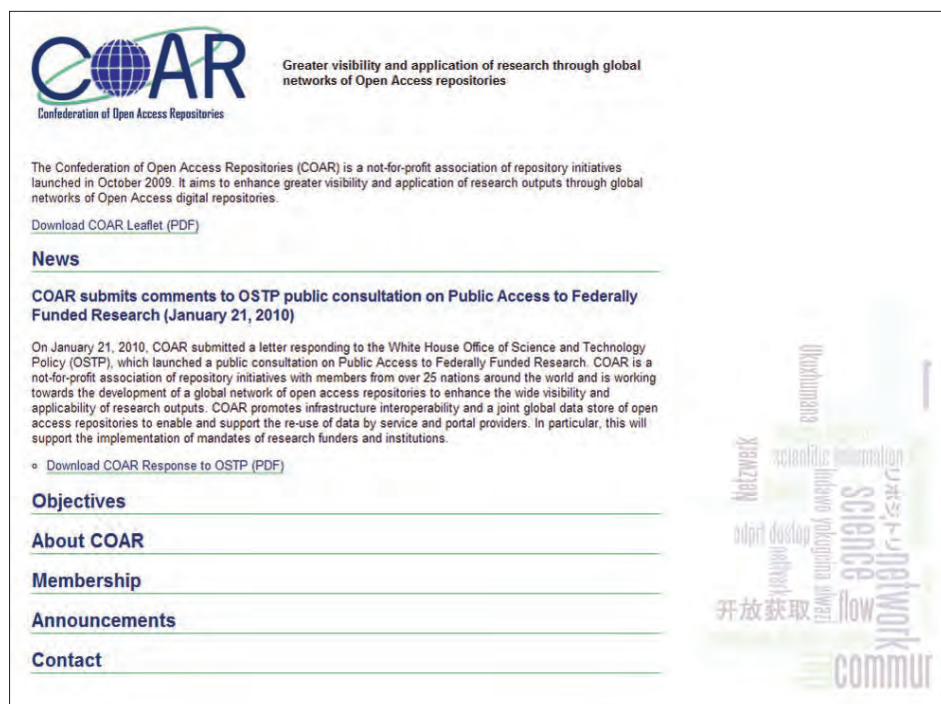 COAR
Confederation of Open Access Repositories
Greater visibility and application of research through global
networks of Open Access repositories
The Confederation of Open Access Repositories (COAR) is a not-for-profit association of repository initiatives
launched in October 2009. It aims to enhance greater visibility and application of research outputs through global
networks of Open Access digital repositories.
Download COAR Leaflet (PDF)
News
COAR submits comments to OSTP public consultation on Public Access to Federally
Funded Research (January 21, 2010)
On January 21, 2010, COAR submitted a letter responding to the White House Office of Science and Technology
Policy (OSTP), which launched a public consultation on Public Access to Federally Funded Research. COAR is a
not-for-profit association of repository initiatives with members from over 25 nations around the world and is working
towards the development of a global network of open access repositories to enhance the wide visibility and
applicability of research outputs. COAR promotes infrastructure interoperability and a joint global data store of open
access repositories to enable and support the re-use of data by service and portal providers. In particular, this will
support the implementation of mandates of research funders and institutions.
Download COAR Response to OSTP (PDF)
Objectives
About COAR
Membership
Announcements
Contact
Netzwerk
science
リポジトリ
dostęp
network
开放获取
flow
network
commur